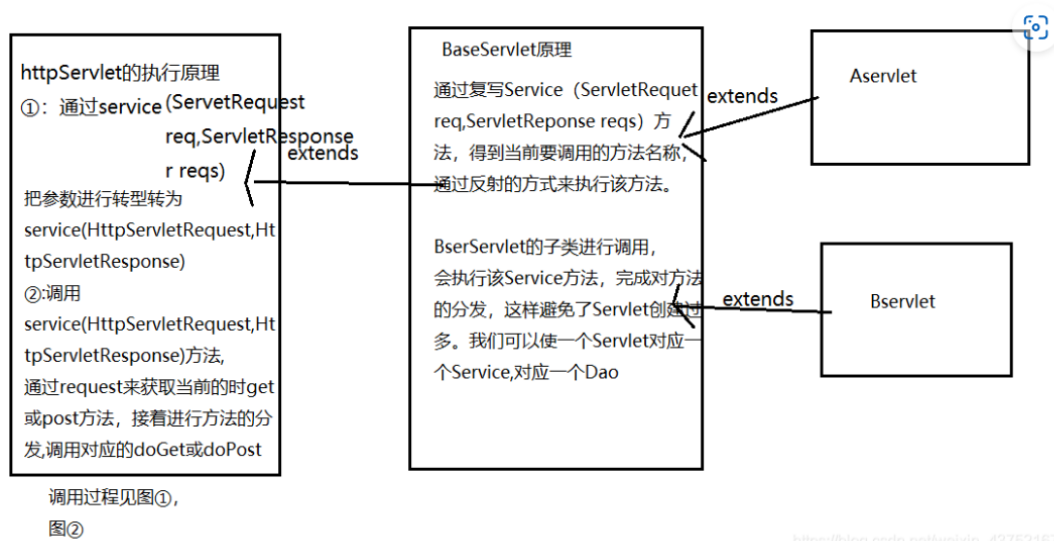 httpServlet的执行原理
①：通过service(ServetRequest
req,ServletResponse
r reqs)
把参数进行转型转为
service(HttpServletRequest,Ht
tpServletResponse)
②:调用
service(HttpServletRequest,Ht
tpServletResponse)方法,
通过request来获取当前的时get
或post方法，接着进行方法的分
发,调用对应的doGet或doPost
调用过程见图①，
图②
extends
BaseServlet原理
通过复写Service（ServletRequet
req,ServletReponse reqs）方
法，得到当前要调用的方法名称，
通过反射的方式来执行该方法。
BserServlet的子类进行调用，
会执行该Service方法，完成对方法
的分发，这样避免了Servlet创建过
多。我们可以使一个Servlet对应一
个Service,对应一个Dao
extends
Aservlet
extends
Bservlet